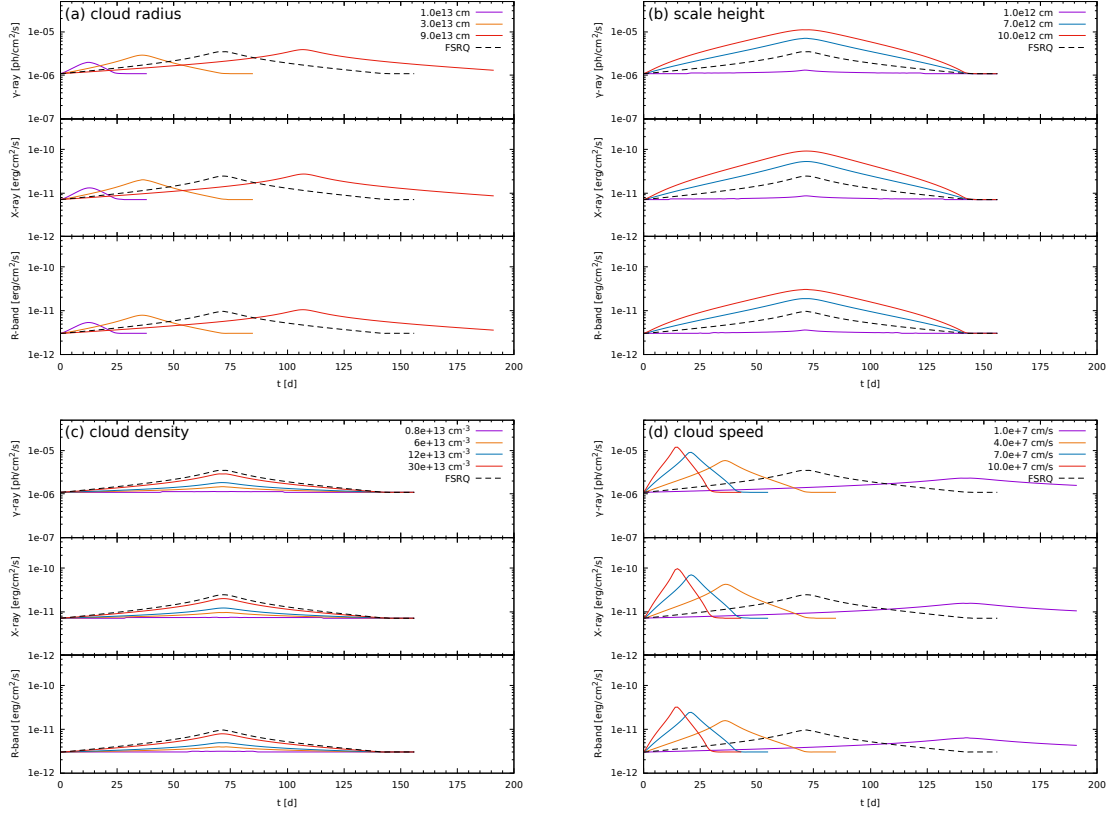 (a) cloud radius
1.0e13 cm
3.0e13 cm
9.0e13 cm
FSRQ
γ-ray [ph/cm²/s]
1e-05
1e-06
1e-07
X-ray [erg/cm²/s]
1e-10
1e-11
1e-12
R-band [erg/cm²/s]
1e-10
1e-11
1e-12
0 25 50 75 100 125 150 175 200
t [d]
(b) scale height
1.0e12 cm
7.0e12 cm
10.0e12 cm
FSRQ
γ-ray [ph/cm²/s]
1e-05
1e-06
1e-07
X-ray [erg/cm²/s]
1e-10
1e-11
1e-12
R-band [erg/cm²/s]
1e-10
1e-11
1e-12
0 25 50 75 100 125 150 175 200
t [d]
(c) cloud density
0.8e+13 cm⁻³
6e+13 cm⁻³
12e+13 cm⁻³
30e+13 cm⁻³
FSRQ
γ-ray [ph/cm²/s]
1e-05
1e-06
1e-07
X-ray [erg/cm²/s]
1e-10
1e-11
1e-12
R-band [erg/cm²/s]
1e-10
1e-11
1e-12
0 25 50 75 100 125 150 175 200
t [d]
(d) cloud speed
1.0e+7 cm/s
4.0e+7 cm/s
7.0e+7 cm/s
10.0e+7 cm/s
FSRQ
γ-ray [ph/cm²/s]
1e-05
1e-06
1e-07
X-ray [erg/cm²/s]
1e-10
1e-11
1e-12
R-band [erg/cm²/s]
1e-10
1e-11
1e-12
0 25 50 75 100 125 150 175 200
t [d]